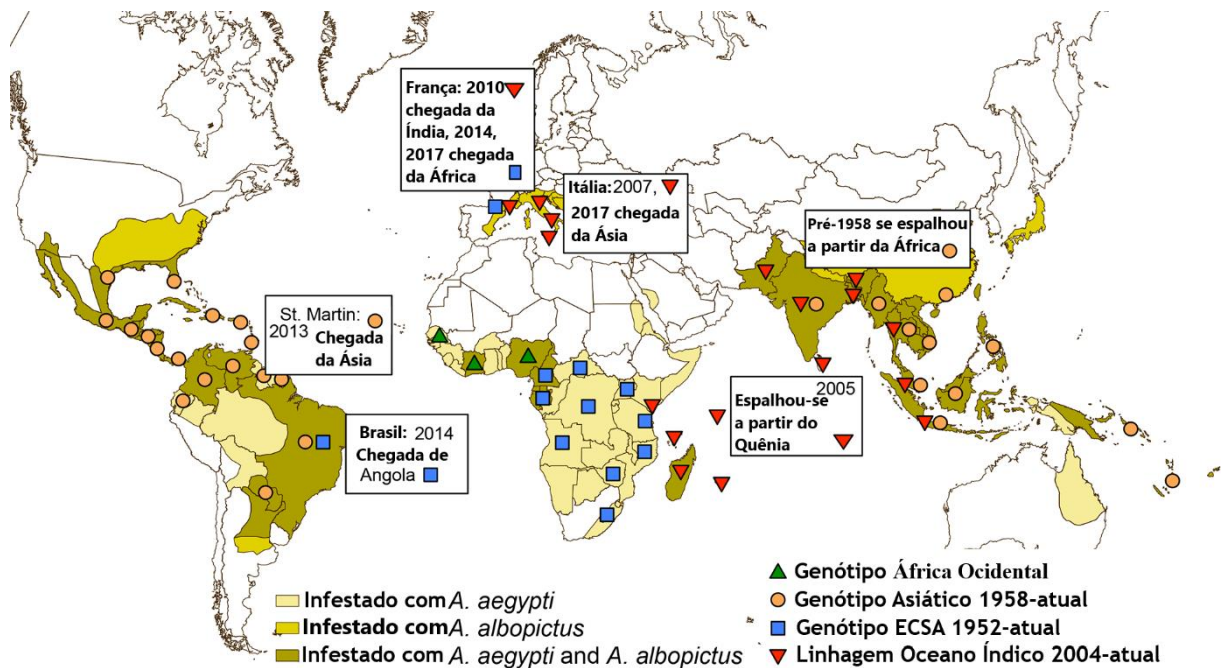 França: 2010
chegada da
Índia, 2014,
2017 chegada
da África
Itália:2007,
2017 chegada
da Ásia
Pré-1958 se espalhou
a partir da África
St. Martin:
2013 Chegada
da Ásia
2005
Espalhou-se
a partir do
Quênia
Brasil: 2014
Chegada de
Angola
Infestado com A. aegypti
Infestado com A. albopictus
Infestado com A. aegypti and A. albopictus
Genótipo África Ocidental
Genótipo Asiático 1958-atual
Genótipo ECSA 1952-atual
Linhagem Oceano Índico 2004-atual